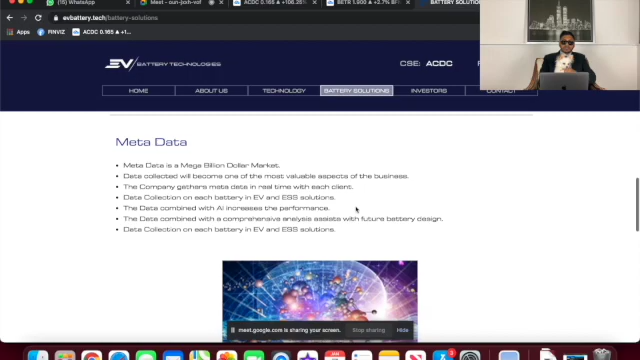 WhatsApp
Meet - oun-jcxh-vof
ACDC 0.165 ▲ +106.25%
BETR 1.900 ▲ +2.7% BF
BATTERY SOLUTIONS
evbattery.tech/battery-solutions
Apps
FINVIZ
ACDC 0.165 ▲ +1...
EV BATTERY TECHNOLOGIES
CSE: ACDC
HOME
ABOUT US
TECHNOLOGY
BATTERY SOLUTIONS
INVESTORS
CONTACT
Meta Data
• Meta Data is a Mega Billion Dollar Market.
• Data collected will become one of the most valuable aspects of the business.
• The Company gathers meta data in real time with each client.
• Data Collection on each battery in EV and ESS solutions.
• The Data combined with AI increases the performance.
• The Data combined with a comprehensive analysis assists with future battery design.
• Data Collection on each battery in EV and ESS solutions.
meet.google.com is sharing your screen.
Stop sharing
Hide